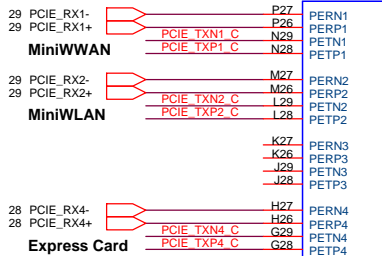 29 PCIE_RX1- P27 PERN1
29 PCIE_RX1+ P26 PERP1
PCIE_TXN1_C N29 PETN1
MiniWWAN PCIE_TXP1_C N28 PETP1
29 PCIE_RX2- M27 PERN2
29 PCIE_RX2+ M26 PERP2
PCIE_TXN2_C L29 PETN2
MiniWLAN PCIE_TXP2_C L28 PETP2
K27 PERN3
K26 PERP3
J29 PETN3
J28 PETP3
28 PCIE_RX4- H27 PERN4
28 PCIE_RX4+ H26 PERP4
PCIE_TXN4_C G29 PETN4
Express Card PCIE_TXP4_C G28 PETP4